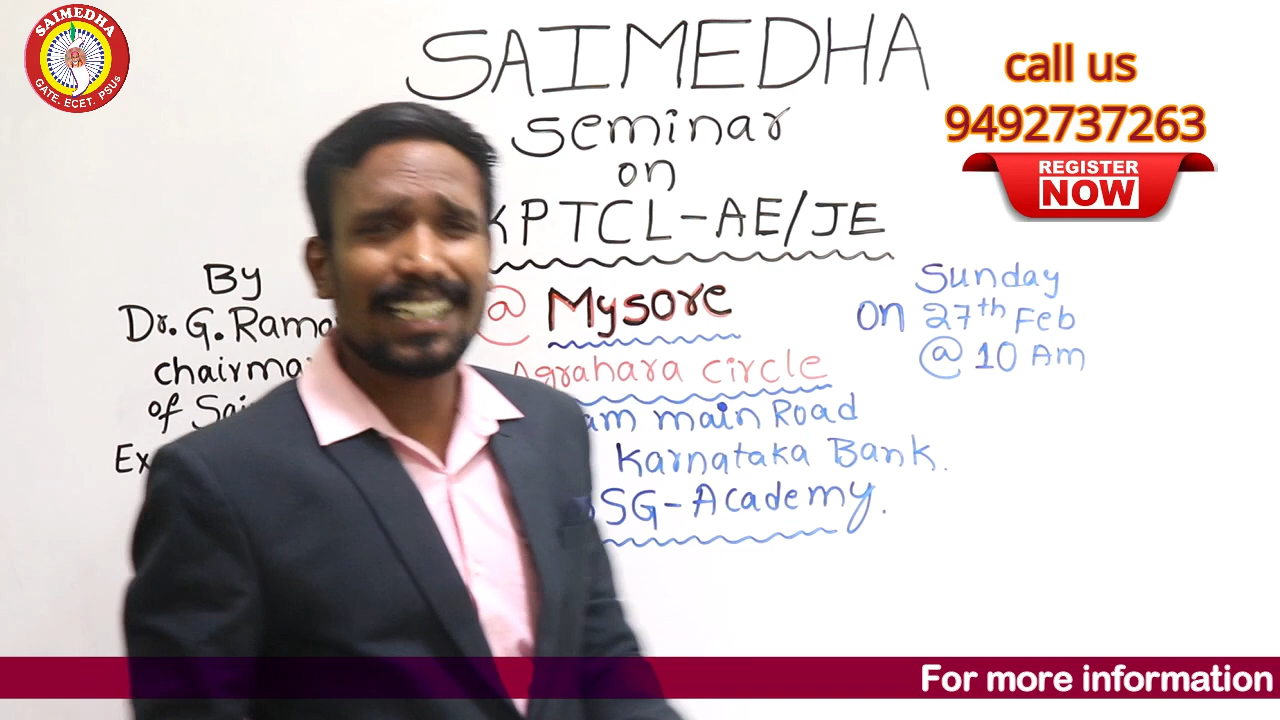 SAIMEDHA
GATE. ECET. PSUs
SAIMEDHA
Seminar
on
KPTCL-AE/JE
call us
9492737263
REGISTER
NOW
By
Dr. G. Rama
chairma
of Sai
Ex
@ Mysore
Agrahara circle
am main Road
Karnataka Bank.
SG-Academy.
Sunday
on 27th Feb
@ 10 Am
For more information